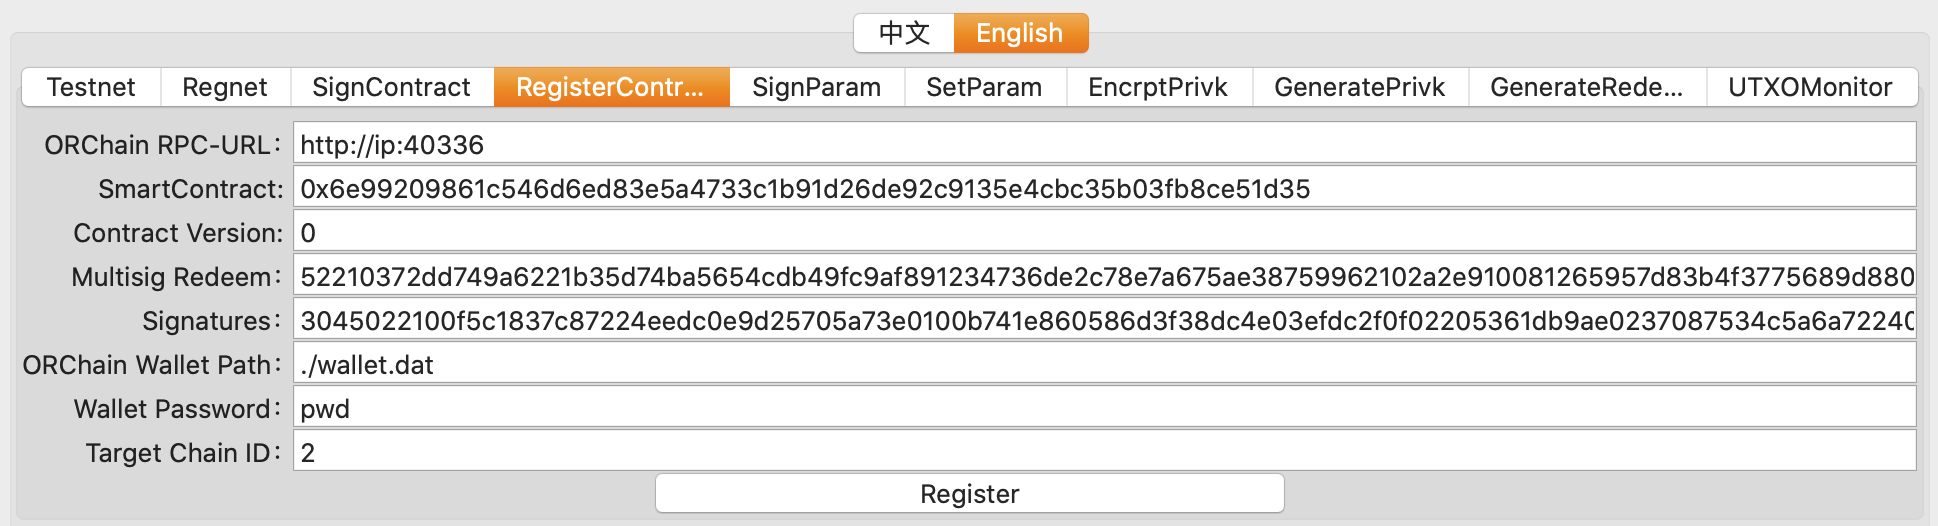 中文 English
Testnet Regnet SignContract RegisterContr... SignParam SetParam EncrptPrivk GeneratePrivk GenerateRede... UTXOMonitor
ORChain RPC-URL: http://ip:40336
SmartContract: 0x6e99209861c546d6ed83e5a4733c1b91d26de92c9135e4cbc35b03fb8ce51d35
Contract Version: 0
Multisig Redeem: 52210372dd749a6221b35d74ba5654cdb49fc9af891234736de2c78e7a675ae38759962102a2e910081265957d83b4f3775689d880
Signatures: 3045022100f5c1837c87224eedc0e9d25705a73e0100b741e860586d3f38dc4e03efdc2f0f02205361db9ae0237087534c5a6a72240
ORChain Wallet Path: ./wallet.dat
Wallet Password: pwd
Target Chain ID: 2
Register